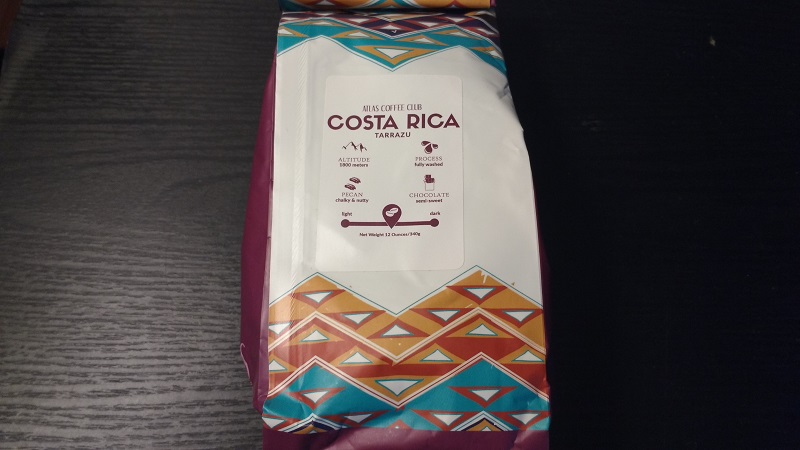 ATLAS COFFEE CLUB
COSTA RICA
TARRAZU
ALTITUDE
1800 meters
PROCESS
fully washed
PECAN
chalky & nutty
CHOCOLATE
semi-sweet
light
dark
Net Weight 12 Ounces/340g